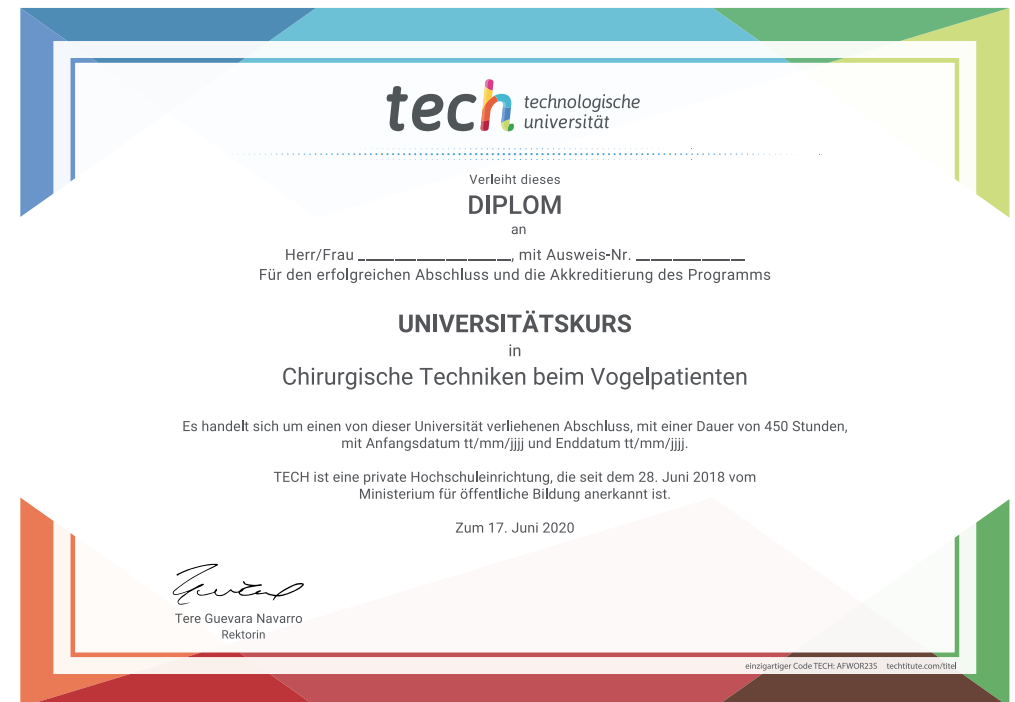 tech technologische
universität
Verleiht dieses
DIPLOM
an
Herr/Frau ____________________, mit Ausweis-Nr. ______________
Für den erfolgreichen Abschluss und die Akkreditierung des Programms
UNIVERSITÄTSKURS
in
Chirurgische Techniken beim Vogelpatienten
Es handelt sich um einen von dieser Universität verliehenen Abschluss, mit einer Dauer von 450 Stunden,
mit Anfangsdatum tt/mm/jjjj und Enddatum tt/mm/jjjj.
TECH ist eine private Hochschuleinrichtung, die seit dem 28. Juni 2018 vom
Ministerium für öffentliche Bildung anerkannt ist.
Zum 17. Juni 2020
Tere Guevara Navarro
Rektorin
einzigartiger Code TECH: AFWOR235 techtitute.com/titel